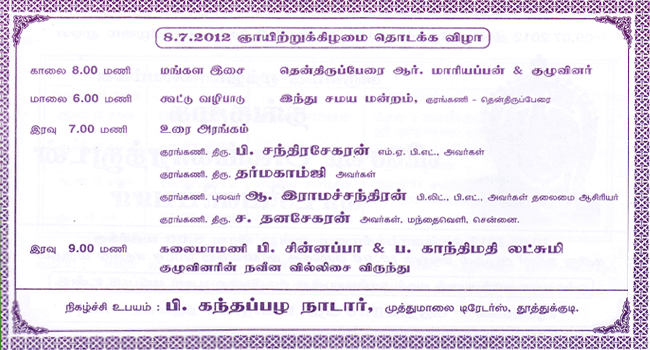 8.7.2012 ஞாயிற்றுக்கிழமை தொடக்க விழா
காலை 8.00 மணி மங்கள இசை தென்திருப்பேரை ஆர். மாரியப்பன் & குழுவினர்
மாலை 6.00 மணி கூட்டு வழிபாடு இந்து சமய மன்றம், குரங்கணி - தென்திருப்பேரை
இரவு 7.00 மணி உரை அரங்கம்
குரங்கணி. திரு. பி. சந்திரசேகரன் எம்.ஏ. பி.எட்., அவர்கள்
குரங்கணி. திரு. தர்மகாம்ஜி அவர்கள்
குரங்கணி. புலவர் ஆ. இராமச்சந்திரன் பி.லிட்., பி.எட்., அவர்கள் தலைமை ஆசிரியர்
குரங்கணி. திரு. ச. தனசேகரன் அவர்கள், மந்தைவெளி, சென்னை.
இரவு 9.00 மணி கலைமாமணி பி. சின்னப்பா & ப. காந்திமதி லட்சுமி
குழுவினரின் நவீன வில்லிசை விருந்து
நிகழ்ச்சி உபயம் : பி. கந்தப்பழ நாடார், முத்துமாலை டிரேடர்ஸ், தூத்துக்குடி.